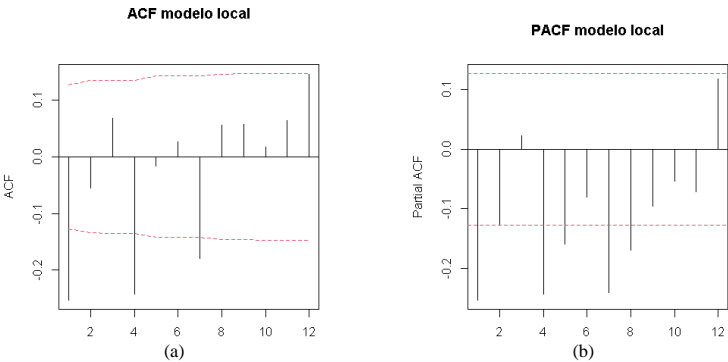 ACF modelo local
ACF
0.1
0.0
-0.1
-0.2
2 4 6 8 10 12
(a)
PACF modelo local
Partial ACF
0.1
0.0
-0.1
-0.2
2 4 6 8 10 12
(b)